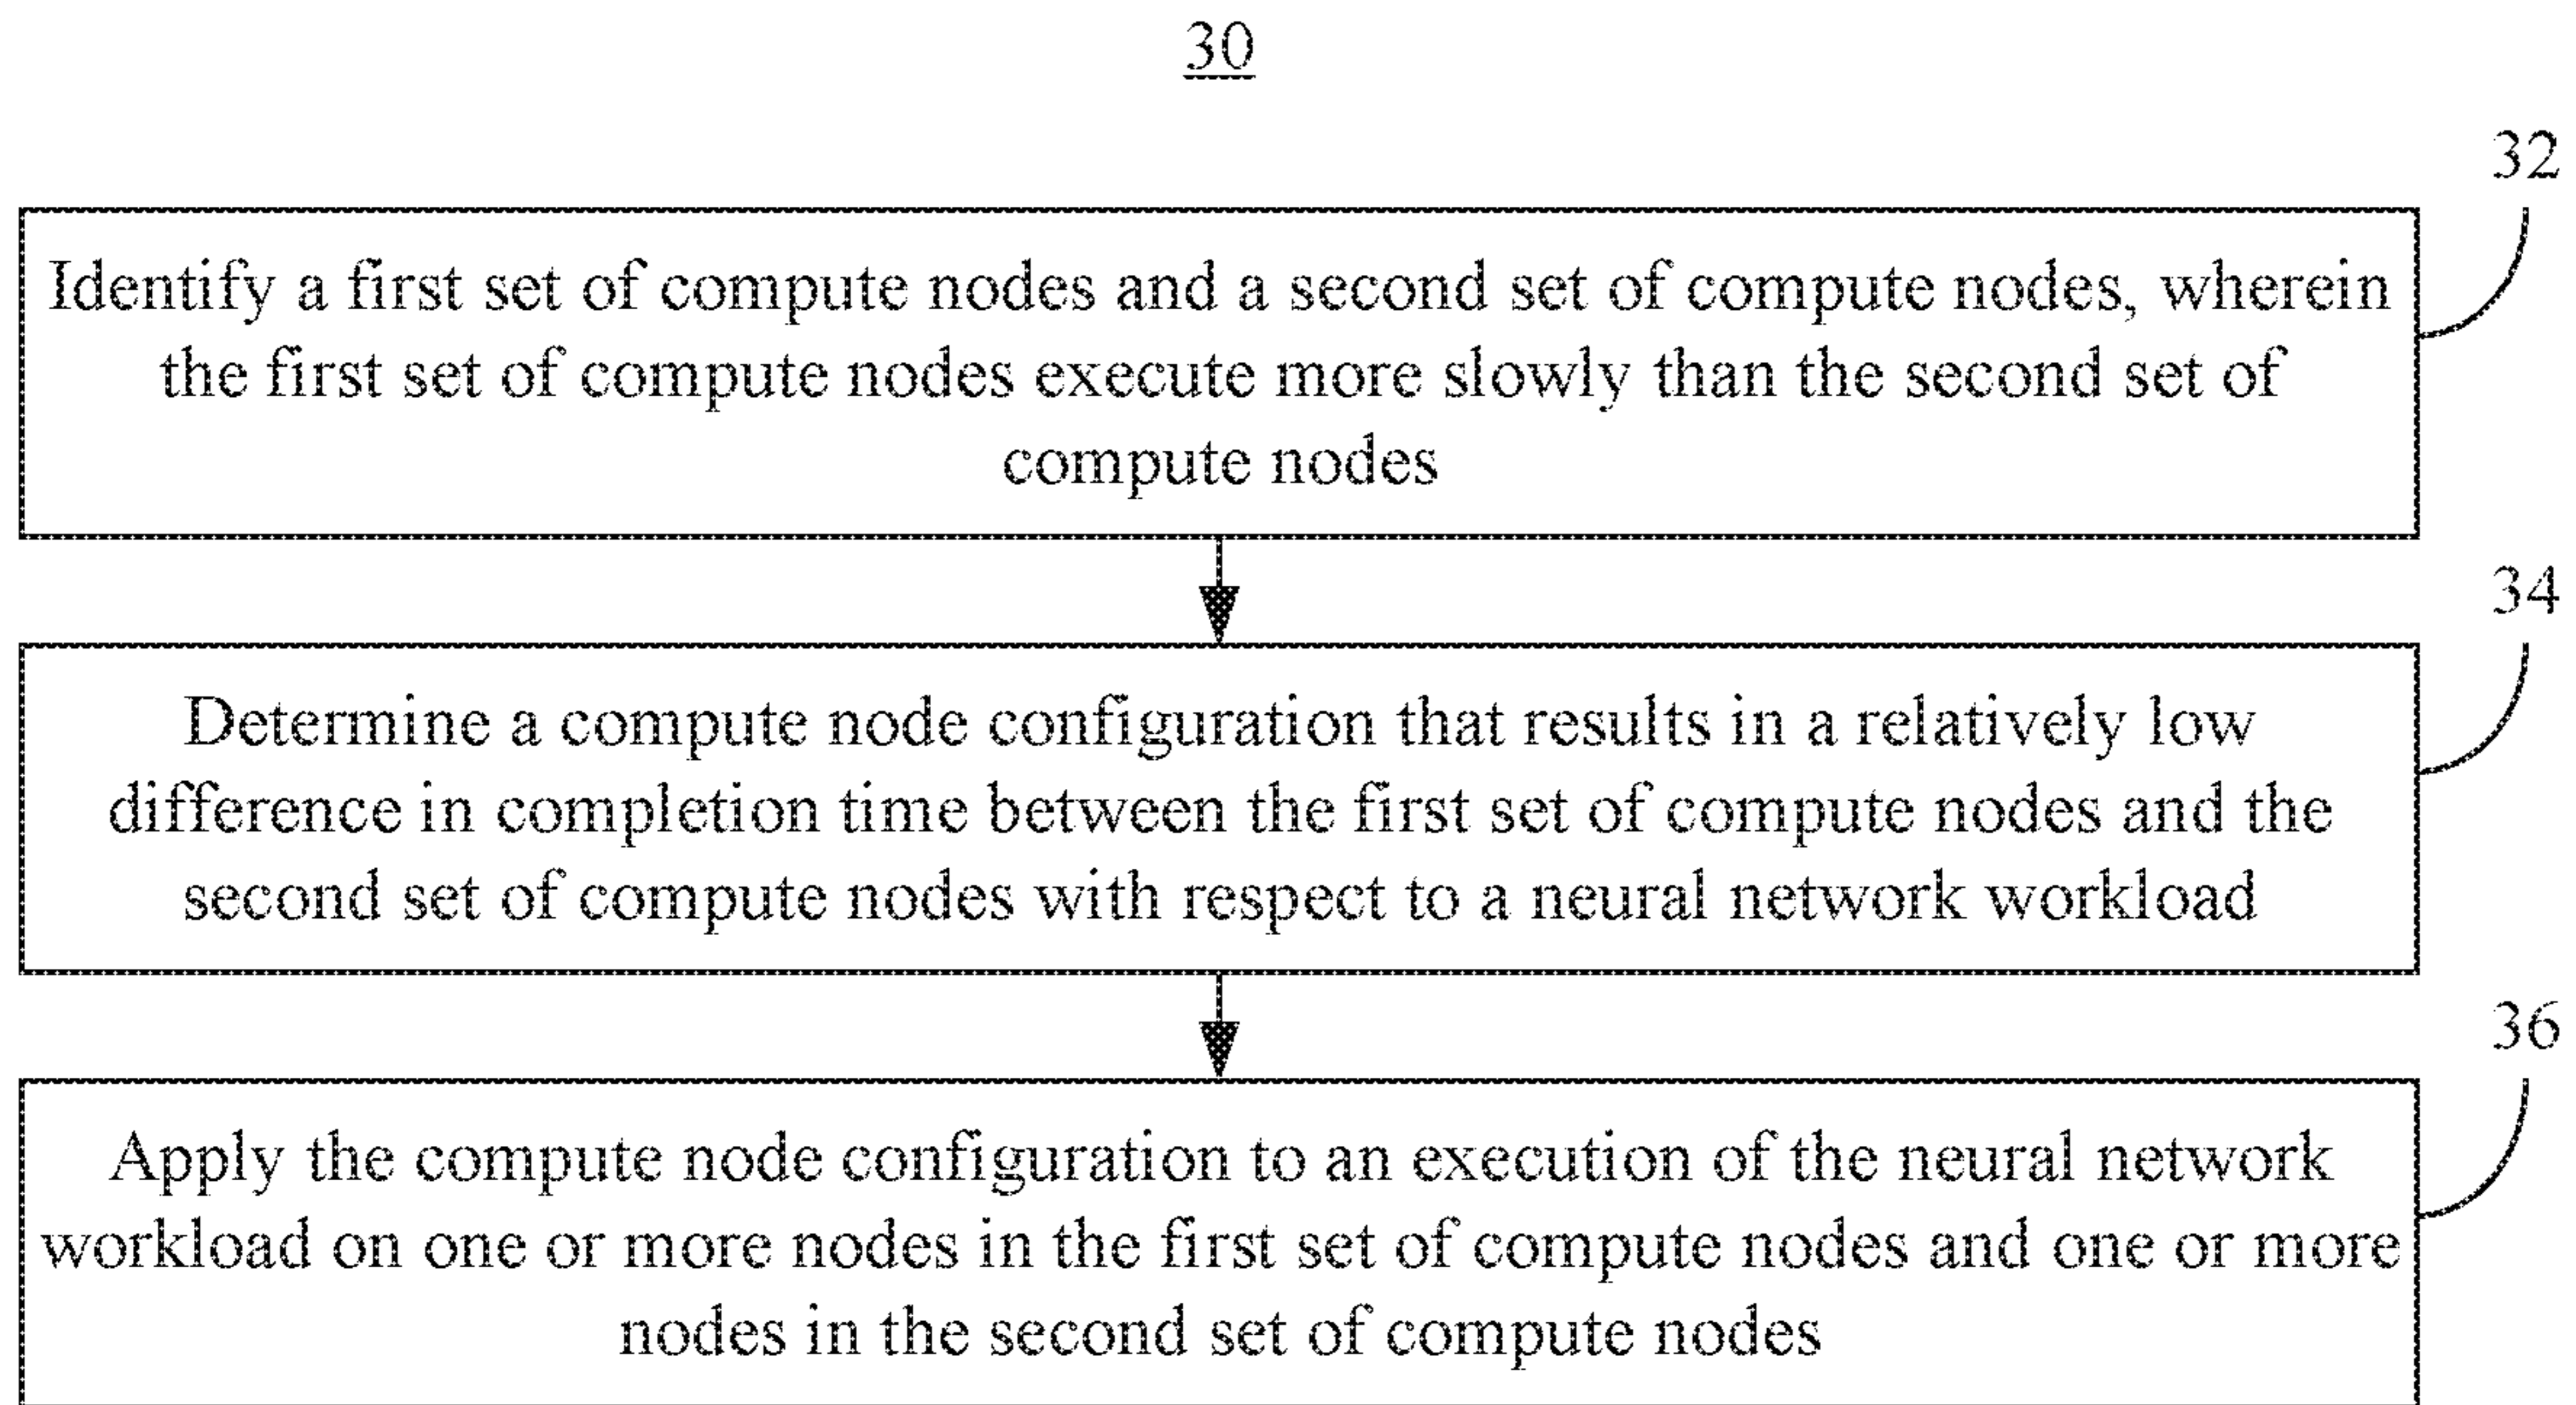 30
32
Identify a first set of compute nodes and a second set of compute nodes, wherein
the first set of compute nodes execute more slowly than the second set of
compute nodes
34
Determine a compute node configuration that results in a relatively low
difference in completion time between the first set of compute nodes and the
second set of compute nodes with respect to a neural network workload
36
Apply the compute node configuration to an execution of the neural network
workload on one or more nodes in the first set of compute nodes and one or more
nodes in the second set of compute nodes